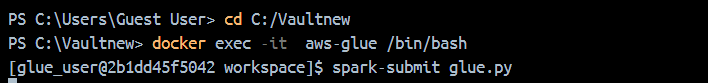 PS C:\Users\Guest User> cd C:/Vaultnew
PS C:\Vaultnew> docker exec -it  aws-glue /bin/bash
[glue_user@2b1dd45f5042 workspace]$ spark-submit glue.py